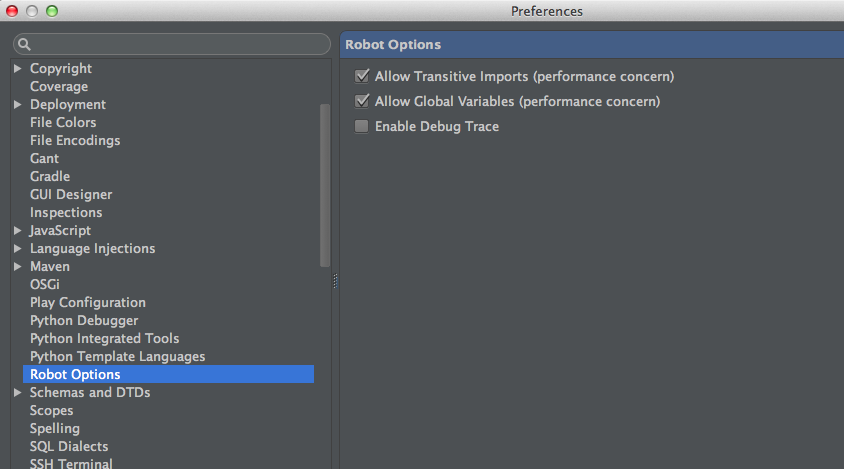 Preferences
Copyright
Coverage
Deployment
File Colors
File Encodings
Gant
Gradle
GUI Designer
Inspections
JavaScript
Language Injections
Maven
OSGi
Play Configuration
Python Debugger
Python Integrated Tools
Python Template Languages
Robot Options
Schemas and DTDs
Scopes
Spelling
SQL Dialects
SSH Terminal
Robot Options
Allow Transitive Imports (performance concern)
Allow Global Variables (performance concern)
Enable Debug Trace